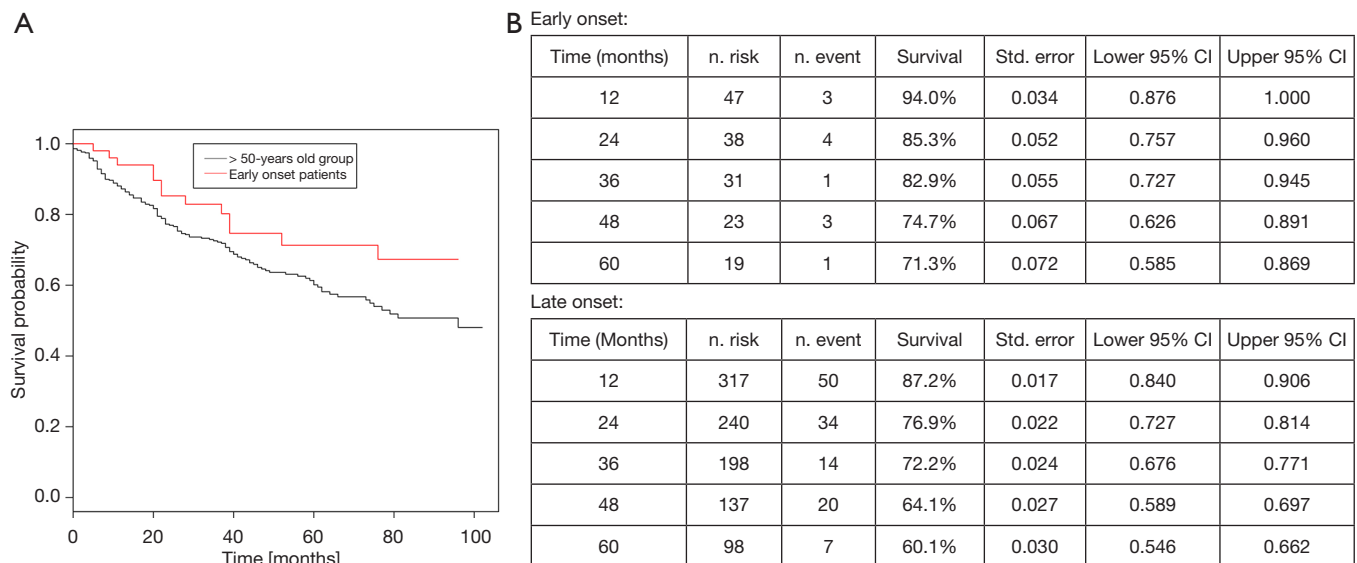 A
1.0
0.8
0.6
0.4
0.2
0.0
Survival probability
0 20 40 60 80 100
Time [months]
> 50-years old group
Early onset patients
B
Early onset:
Time (months) n. risk n. event Survival Std. error Lower 95% CI Upper 95% CI
12 47 3 94.0% 0.034 0.876 1.000
24 38 4 85.3% 0.052 0.757 0.960
36 31 1 82.9% 0.055 0.727 0.945
48 23 3 74.7% 0.067 0.626 0.891
60 19 1 71.3% 0.072 0.585 0.869
Late onset:
Time (Months) n. risk n. event Survival Std. error Lower 95% CI Upper 95% CI
12 317 50 87.2% 0.017 0.840 0.906
24 240 34 76.9% 0.022 0.727 0.814
36 198 14 72.2% 0.024 0.676 0.771
48 137 20 64.1% 0.027 0.589 0.697
60 98 7 60.1% 0.030 0.546 0.662